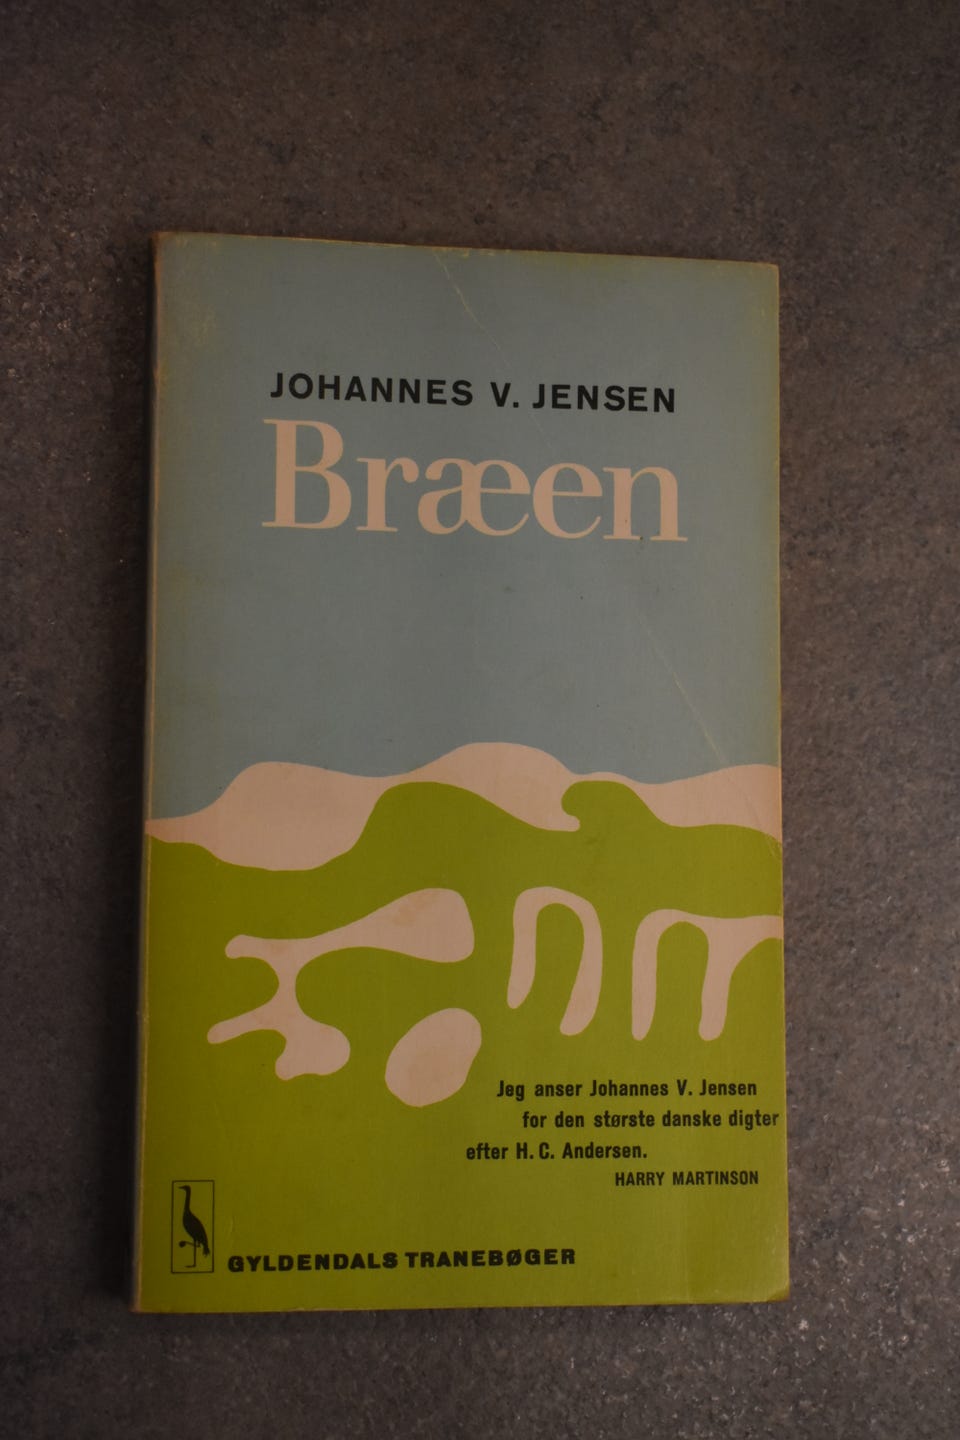 JOHANNES V. JENSEN
Bræen
Jeg anser Johannes V. Jensen
for den største danske digter
efter H. C. Andersen.
HARRY MARTINSON
GYLDENDALS TRANEBØGER